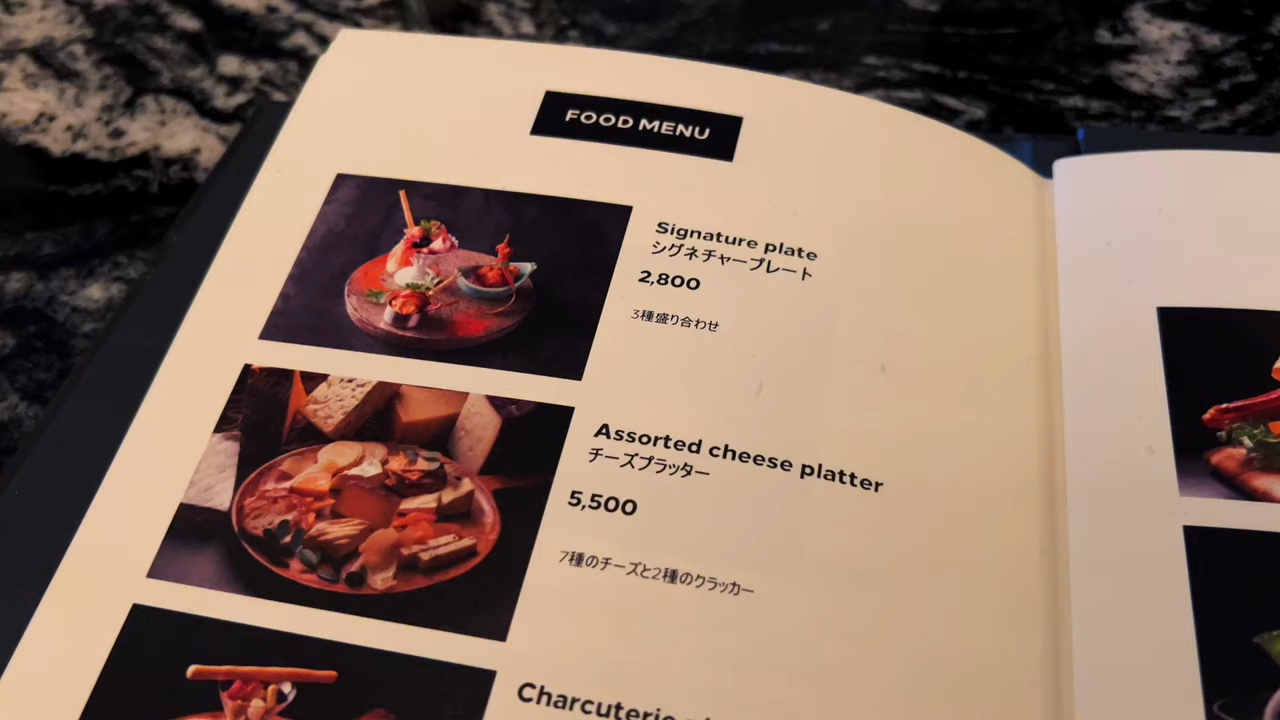 FOOD MENU
Signature plate
シグネチャープレート
2,800
3種盛り合わせ
Assorted cheese platter
チーズプラッター
5,500
7種のチーズと2種のクラッカー
Charcuterie